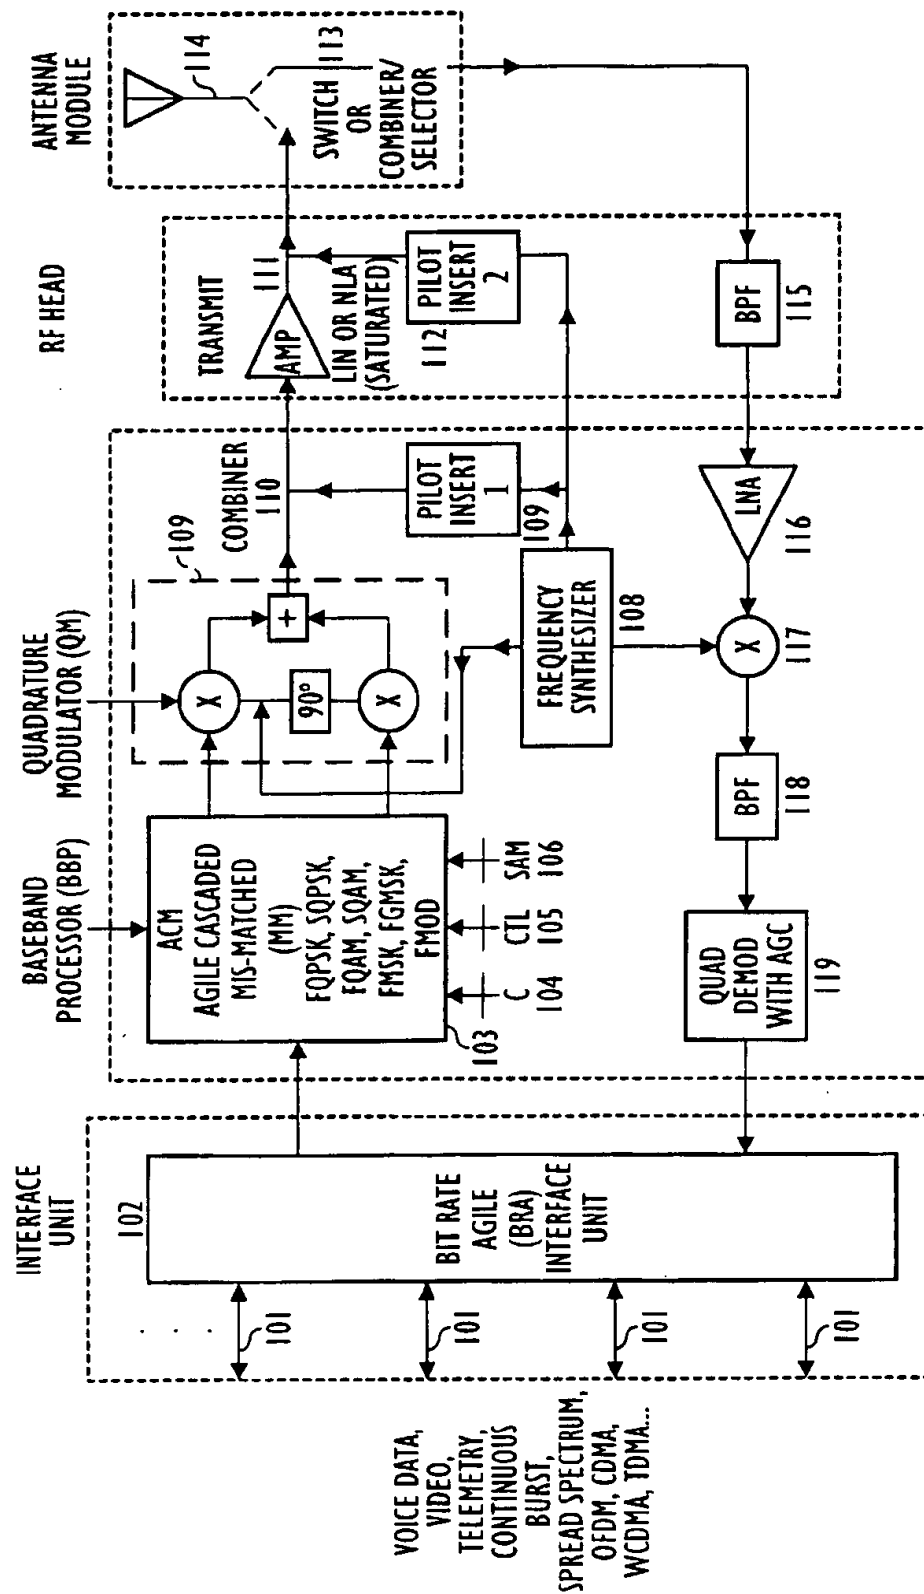 INTERFACE
UNIT
BASEBAND
PROCESSOR (BBP)
QUADRATURE
MODULATOR (QM)
RF HEAD
ANTENNA
MODULE
VOICE DATA,
VIDEO,
TELEMETRY,
CONTINUOUS
BURST,
SPREAD SPECTRUM,
OFDM, CDMA,
WCDMA, TDMA...
101
101
101
101
102
BIT RATE
AGILE
(BRA)
INTERFACE
UNIT
ACM
AGILE CASCADED
MIS-MATCHED
(MM)
FQPSK, SQPSK,
FQAM, SQAM,
FMSK, FGMSK,
FMOD
103
C
104
CTL
105
SAM
106
109
X
90°
X
+
COMBINER
110
PILOT
INSERT
1
109
FREQUENCY
SYNTHESIZER
108
TRANSMIT
AMP
111
LIN OR NLA
(SATURATED)
112
PILOT
INSERT
2
114
113
SWITCH
OR
COMBINER/
SELECTOR
BPF
115
LNA
116
X
117
BPF
118
QUAD
DEMOD
WITH AGC
119